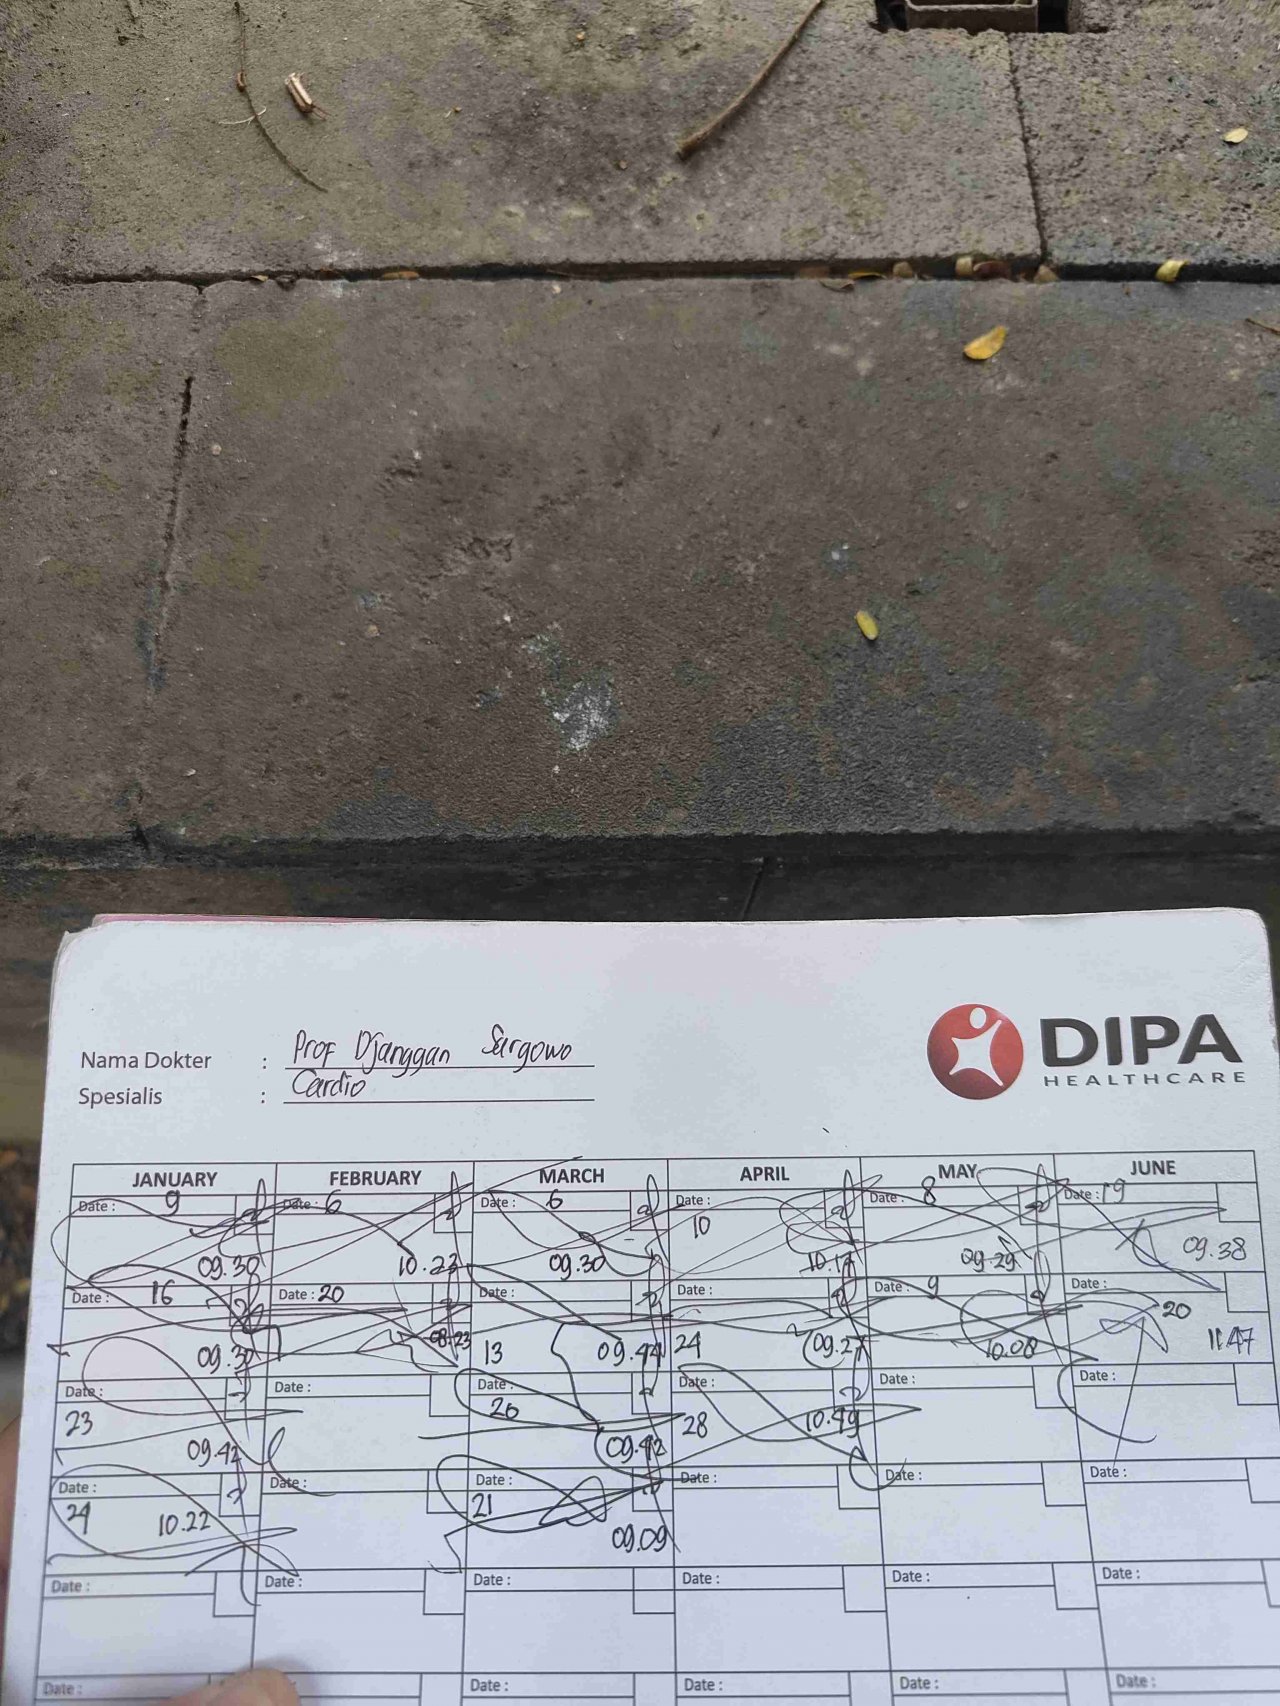 Nama Dokter : Prof Djanggan Sargowo
Spesialis : Cardio
DIPA
HEALTHCARE
JANUARY FEBRUARY MARCH APRIL MAY JUNE
Date : 9 Date : 6 Date : 6 Date : 10 Date : 8 Date : 19
09.30 10.23 09.30 10.17 09.29 09.38
Date : 16 Date : 20 Date : 13 Date : 24 Date : 9 Date : 20
09.30 08.23 09.44 09.27 10.08 11.47
Date : 23 Date : Date : 20 Date : 28 Date : Date :
09.42 09.42 10.49
Date : 24 Date : Date : 21 Date : Date : Date :
10.22 09.09
Date : Date : Date : Date : Date : Date :
Date : Date : Date : Date : Date : Date :